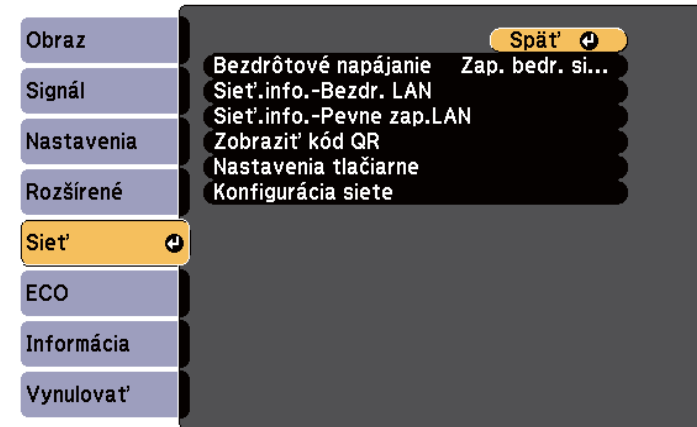 Obraz
Signál
Nastavenia
Rozšírené
Sieť
ECO
Informácia
Vynulovať
Späť
Bezdrôtové napájanie Zap. bedr. si...
Sieť.info.-Bezdr. LAN
Sieť.info.-Pevne zap.LAN
Zobraziť kód QR
Nastavenia tlačiarne
Konfigurácia siete